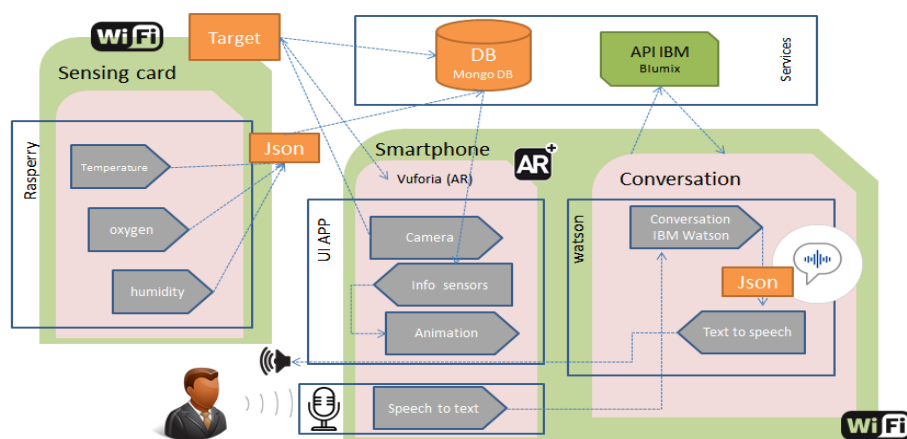 WiFi
Target
DB
Mongo DB
API IBM
Blumix
Services
Sensing card
Rasperry
Temperature
oxygen
humidity
Json
Smartphone
AR+
Vuforia (AR)
UI APP
Camera
Info sensors
Animation
Speech to text
Conversation
watson
Conversation
IBM Watson
Json
Text to speech
WiFi